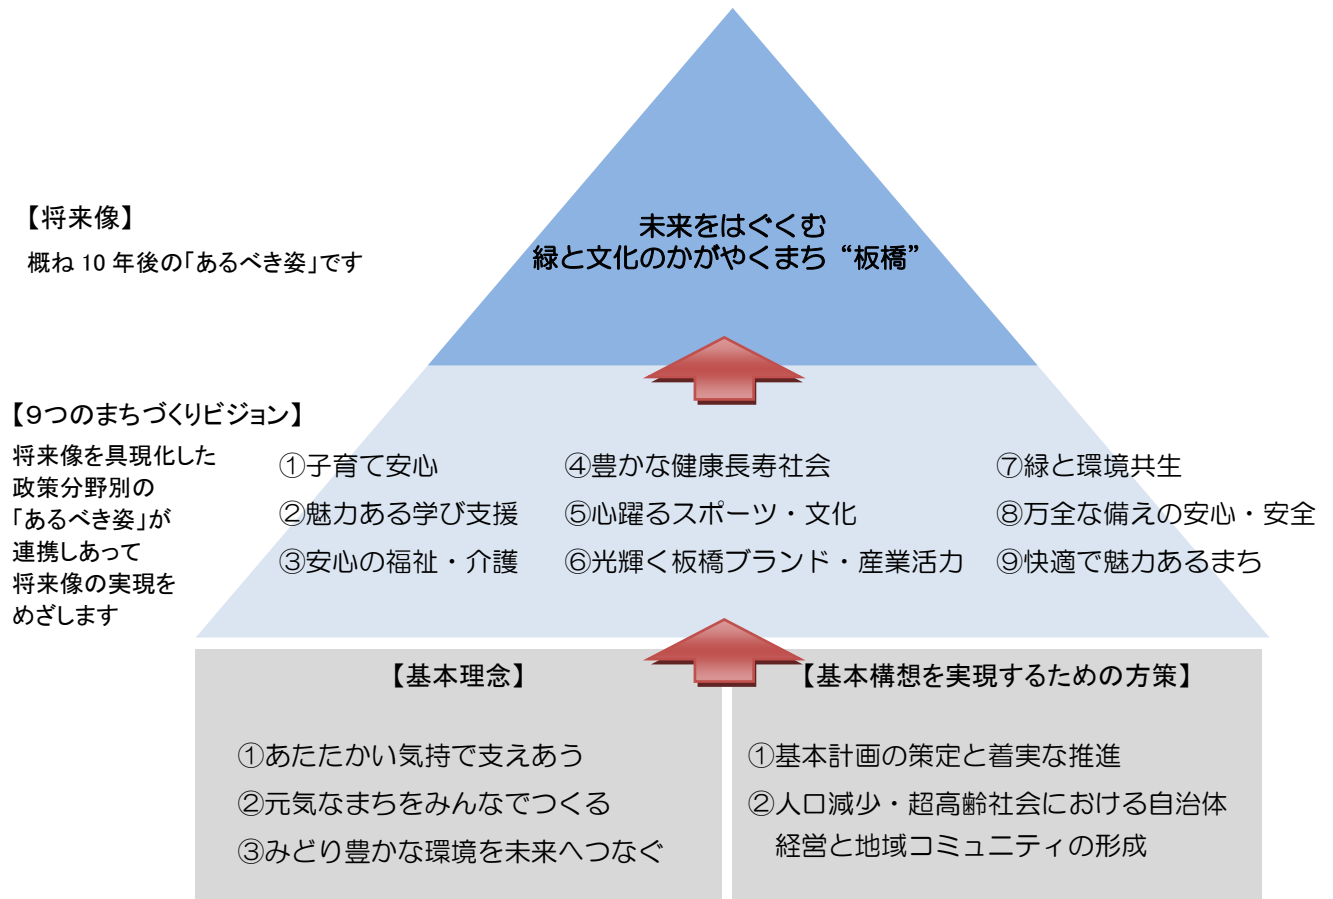 未来をはぐくむ
緑と文化のかがやくまち“板橋”
【将来像】
概ね 10 年後の「あるべき姿」です
【９つのまちづくりビジョン】
将来像を具現化した
政策分野別の
「あるべき姿」が
連携しあって
将来像の実現を
めざします
①子育て安心
②魅力ある学び支援
③安心の福祉・介護
④豊かな健康長寿社会
⑤心躍るスポーツ・文化
⑥光輝く板橋ブランド・産業活力
⑦緑と環境共生
⑧万全な備えの安心・安全
⑨快適で魅力あるまち
【基本理念】
①あたたかい気持で支えあう
②元気なまちをみんなでつくる
③みどり豊かな環境を未来へつなぐ
【基本構想を実現するための方策】
①基本計画の策定と着実な推進
②人口減少・超高齢社会における自治体
経営と地域コミュニティの形成